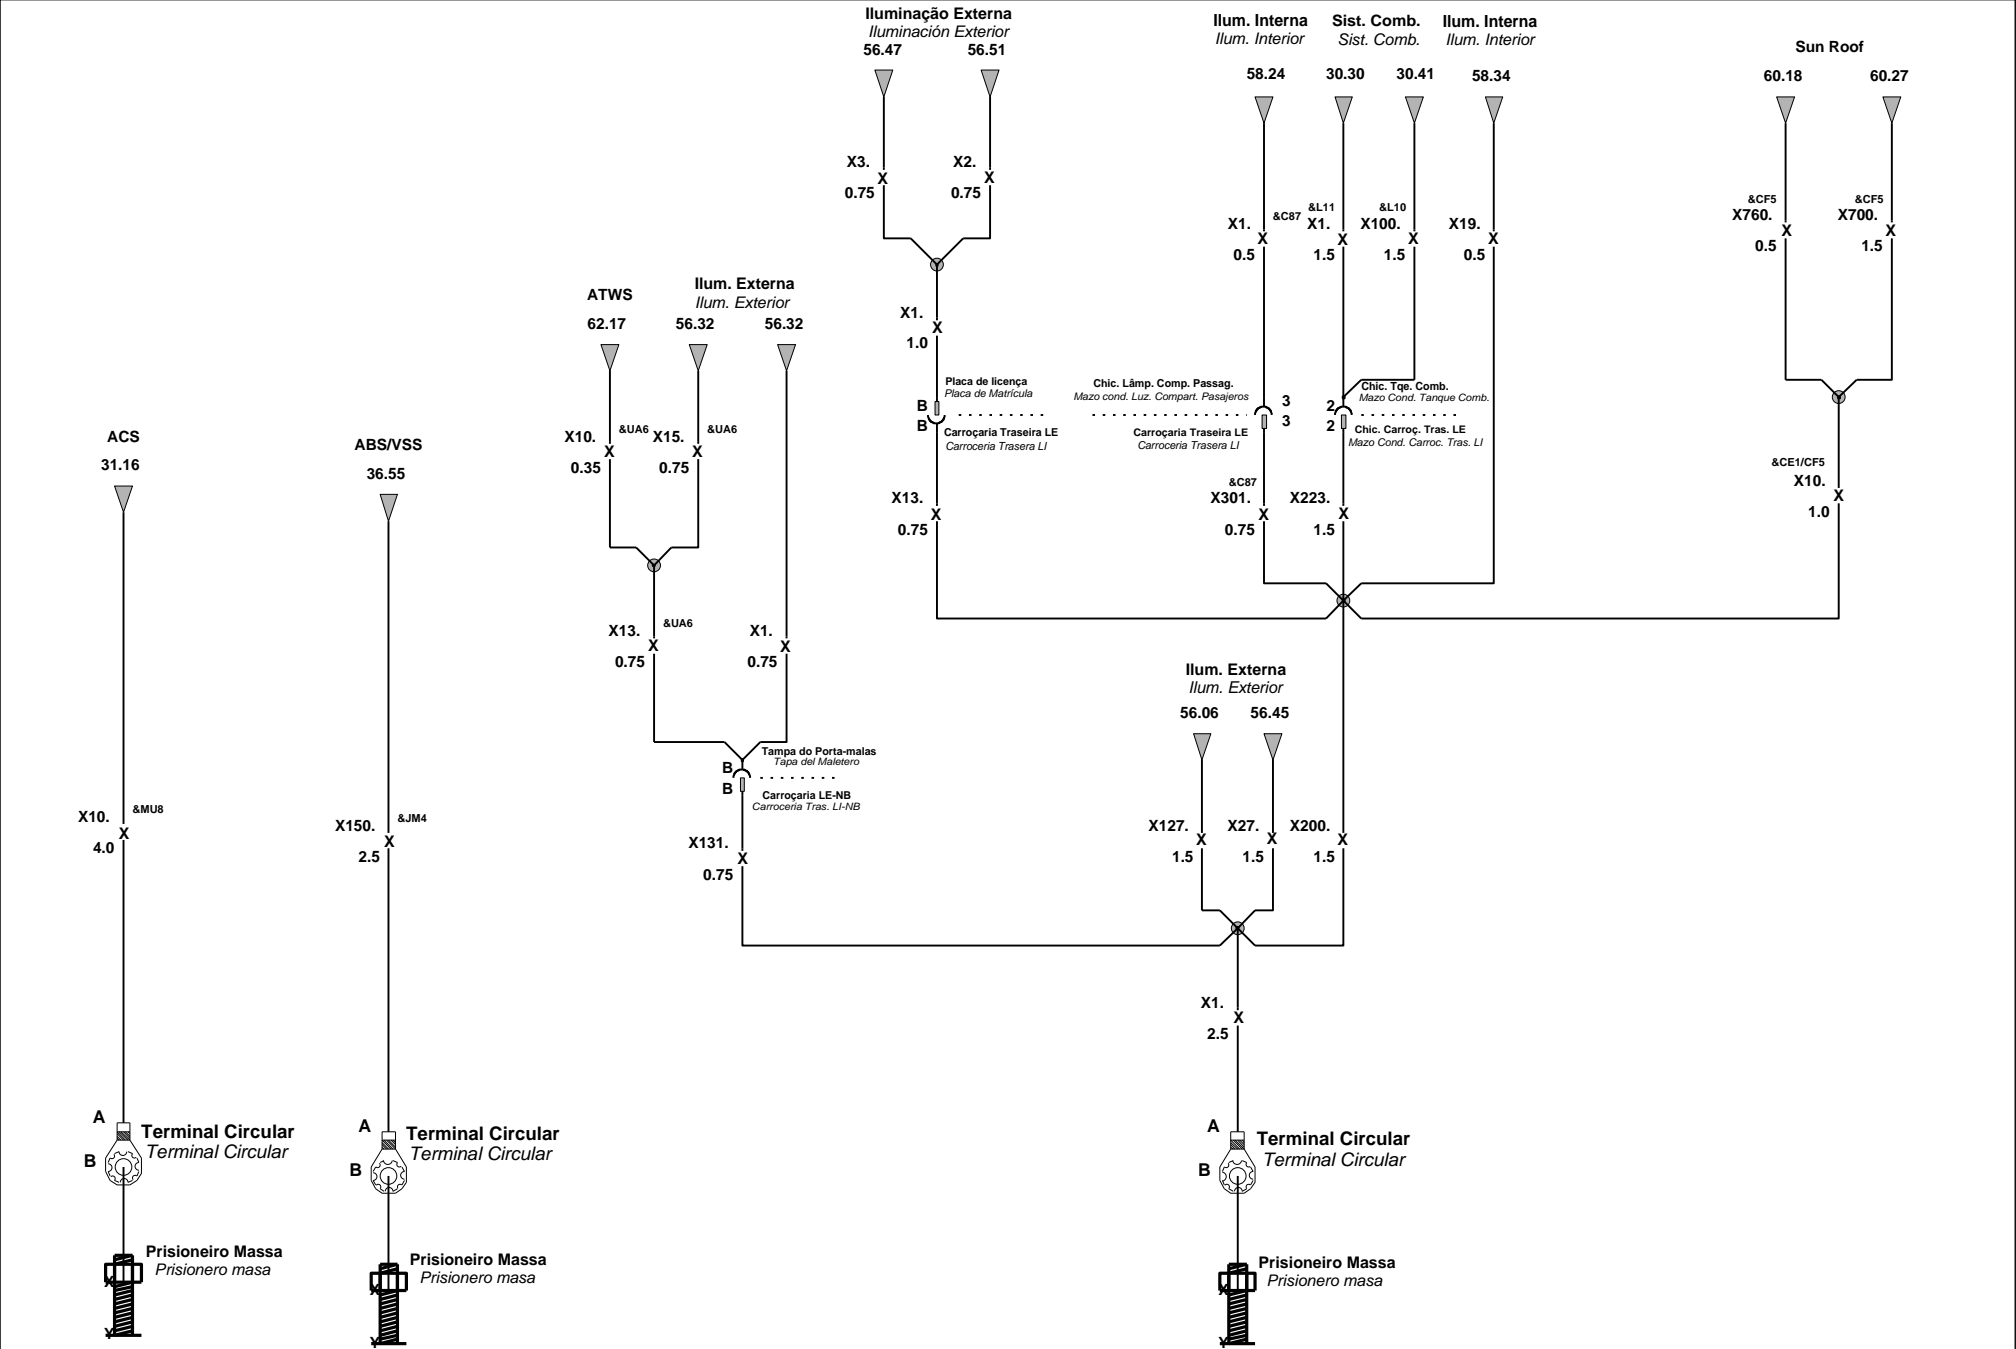 Iluminação Externa
Iluminación Exterior
56.47 56.51
Ilum. Interna Sist. Comb. Ilum. Interna
Ilum. Interior Sist. Comb. Ilum. Interior
58.24 30.30 30.41 58.34
Sun Roof
60.18 60.27
X3. X
0.75
X2. X
0.75
X1. &C87
X
0.5
&L11
X1. X
1.5
&L10
X100. X
1.5
X19. X
0.5
&CF5
X760. X
0.5
&CF5
X700. X
1.5
ATWS
62.17
Ilum. Externa
Ilum. Exterior
56.32 56.32
X1. X
1.0
Placa de licença
Placa de Matrícula
B
B
Carroçaria Traseira LE
Carroceria Trasera LI
Chic. Lâmp. Comp. Passag.
Mazo cond. Luz. Compart. Pasajeros
3
3
Carroçaria Traseira LE
Carroceria Trasera LI
Chic. Tqe. Comb.
Mazo Cond. Tanque Comb.
2
2
Chic. Carroç. Tras. LE
Mazo Cond. Carroc. Tras. LI
ACS
31.16
ABS/VSS
36.55
X10. &UA6
X
0.35
X15. &UA6
X
0.75
X13. X
0.75
&C87
X301. X
0.75
X223. X
1.5
&CE1/CF5
X10. X
1.0
X13. &UA6
X
0.75
X1. X
0.75
Ilum. Externa
Ilum. Exterior
56.06 56.45
Tampa do Porta-malas
Tapa del Maletero
B
B
Carroçaria LE-NB
Carroceria Tras. LI-NB
X10. &MU8
X
4.0
X150. &JM4
X
2.5
X131. X
0.75
X127. X
1.5
X27. X
1.5
X200. X
1.5
X1. X
2.5
A
B
Terminal Circular
Terminal Circular
A
B
Terminal Circular
Terminal Circular
A
B
Terminal Circular
Terminal Circular
Prisioneiro Massa
Prisionero masa
X
Y
Prisioneiro Massa
Prisionero masa
X
Y
Prisioneiro Massa
Prisionero masa
X
Y